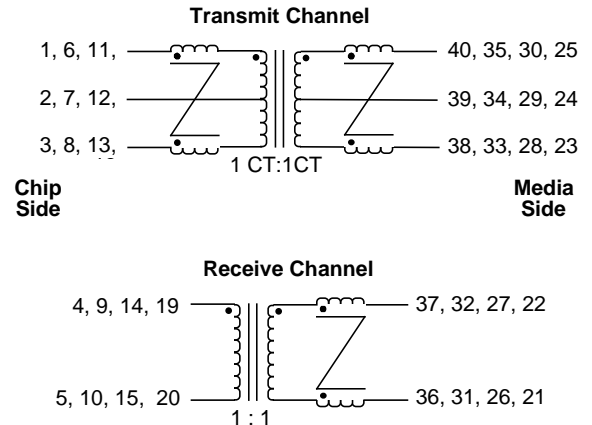 Transmit Channel
1, 6, 11,
40, 35, 30, 25
2, 7, 12,
39, 34, 29, 24
3, 8, 13,
38, 33, 28, 23
1 CT:1CT
Chip
Side
Media
Side
Receive Channel
4, 9, 14, 19
37, 32, 27, 22
5, 10, 15, 20
36, 31, 26, 21
1 : 1